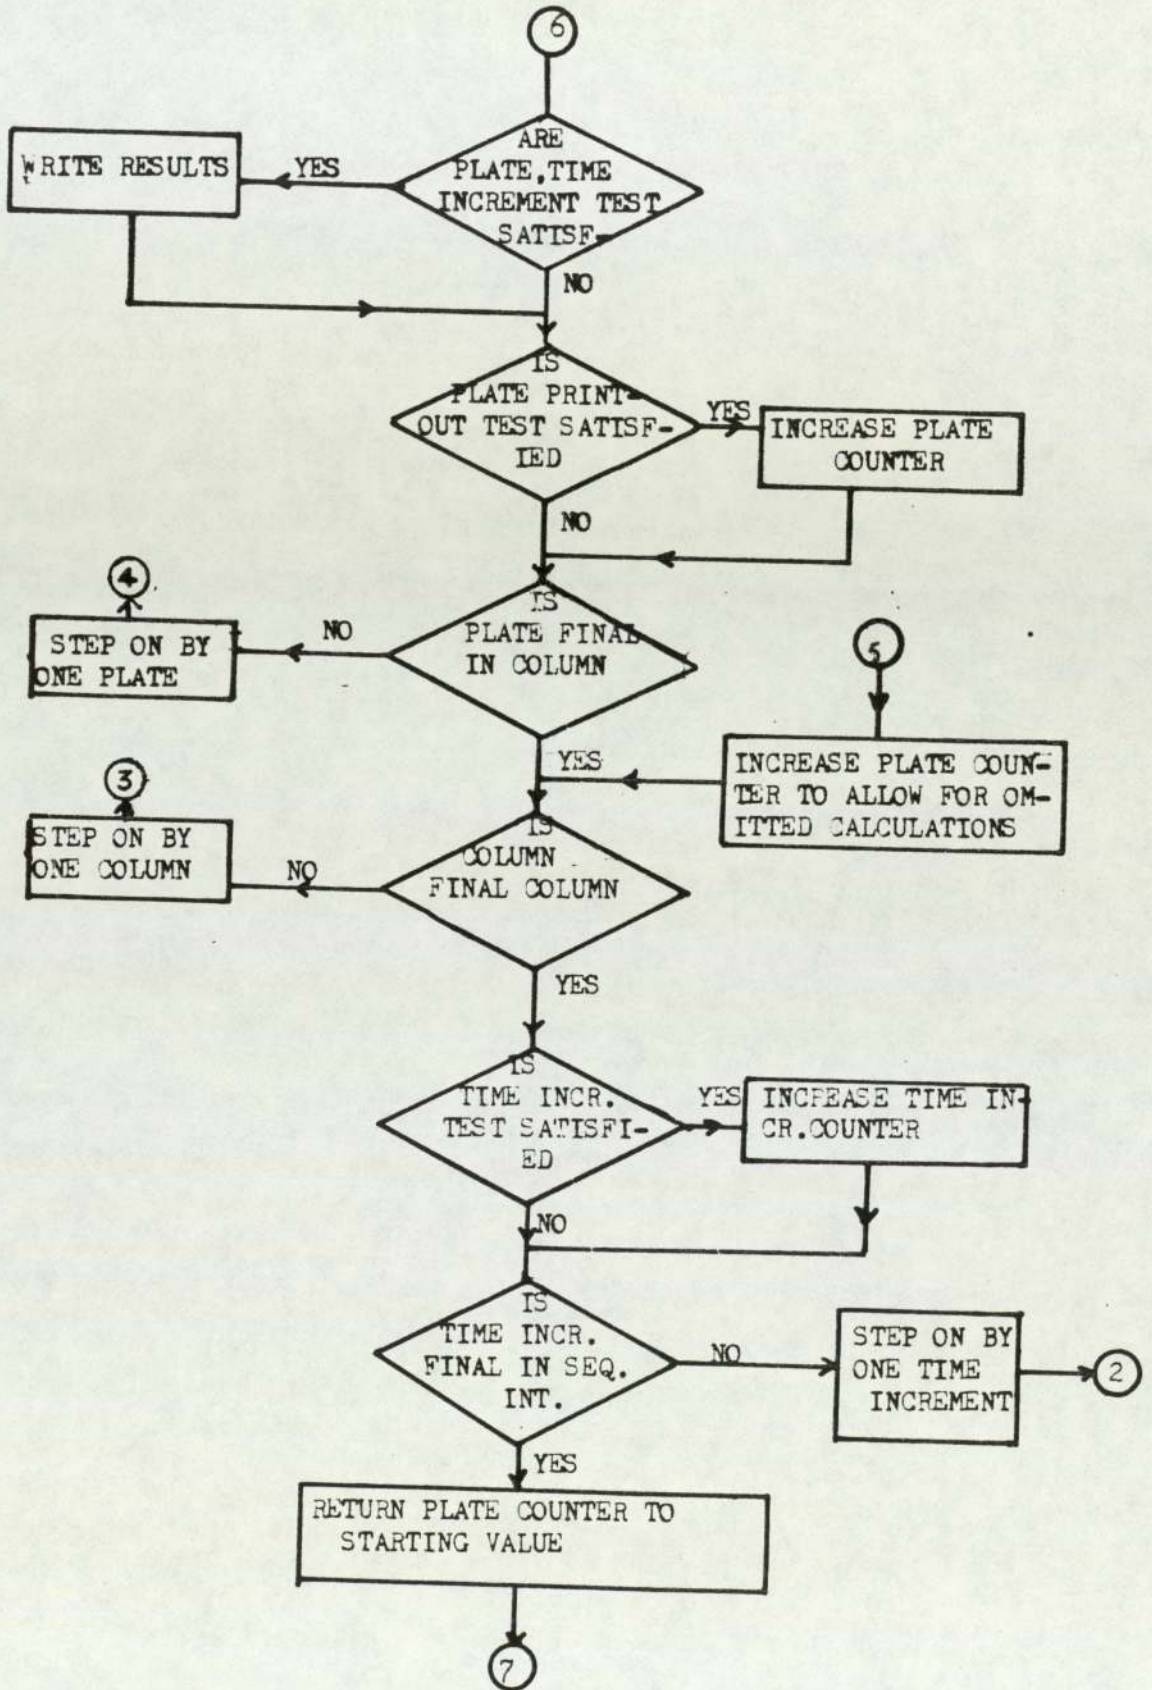 6
ARE
PLATE,TIME
INCREMENT TEST
SATISF-
YES
WRITE RESULTS
NO
IS
PLATE PRINT-
OUT TEST SATISF-
IED
YES
INCREASE PLATE
COUNTER
NO
4
IS
PLATE FINAL
IN COLUMN
NO
STEP ON BY
ONE PLATE
5
YES
INCREASE PLATE COUN-
TER TO ALLOW FOR OM-
ITTED CALCULATIONS
3
IS
COLUMN
FINAL COLUMN
NO
STEP ON BY
ONE COLUMN
YES
IS
TIME INCR.
TEST SATISFI-
ED
YES
INCREASE TIME IN-
CR.COUNTER
NO
IS
TIME INCR.
FINAL IN SEQ.
INT.
NO
STEP ON BY
ONE TIME
INCREMENT
2
YES
RETURN PLATE COUNTER TO
STARTING VALUE
7